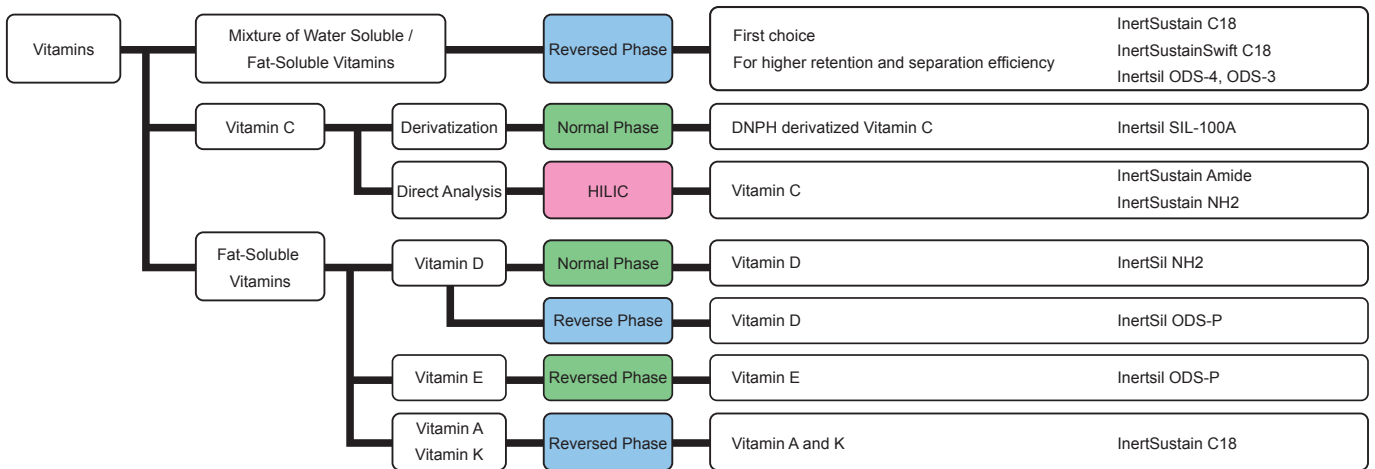 Vitamins
Mixture of Water Soluble /
Fat-Soluble Vitamins
Reversed Phase
First choice
For higher retention and separation efficiency
InertSustain C18
InertSustainSwift C18
Inertsil ODS-4, ODS-3
Vitamin C
Derivatization
Normal Phase
DNPH derivatized Vitamin C
Inertsil SIL-100A
Direct Analysis
HILIC
Vitamin C
InertSustain Amide
InertSustain NH2
Fat-Soluble
Vitamins
Vitamin D
Normal Phase
Vitamin D
InertSil NH2
Reverse Phase
Vitamin D
InertSil ODS-P
Vitamin E
Reversed Phase
Vitamin E
Inertsil ODS-P
Vitamin A
Vitamin K
Reversed Phase
Vitamin A and K
InertSustain C18